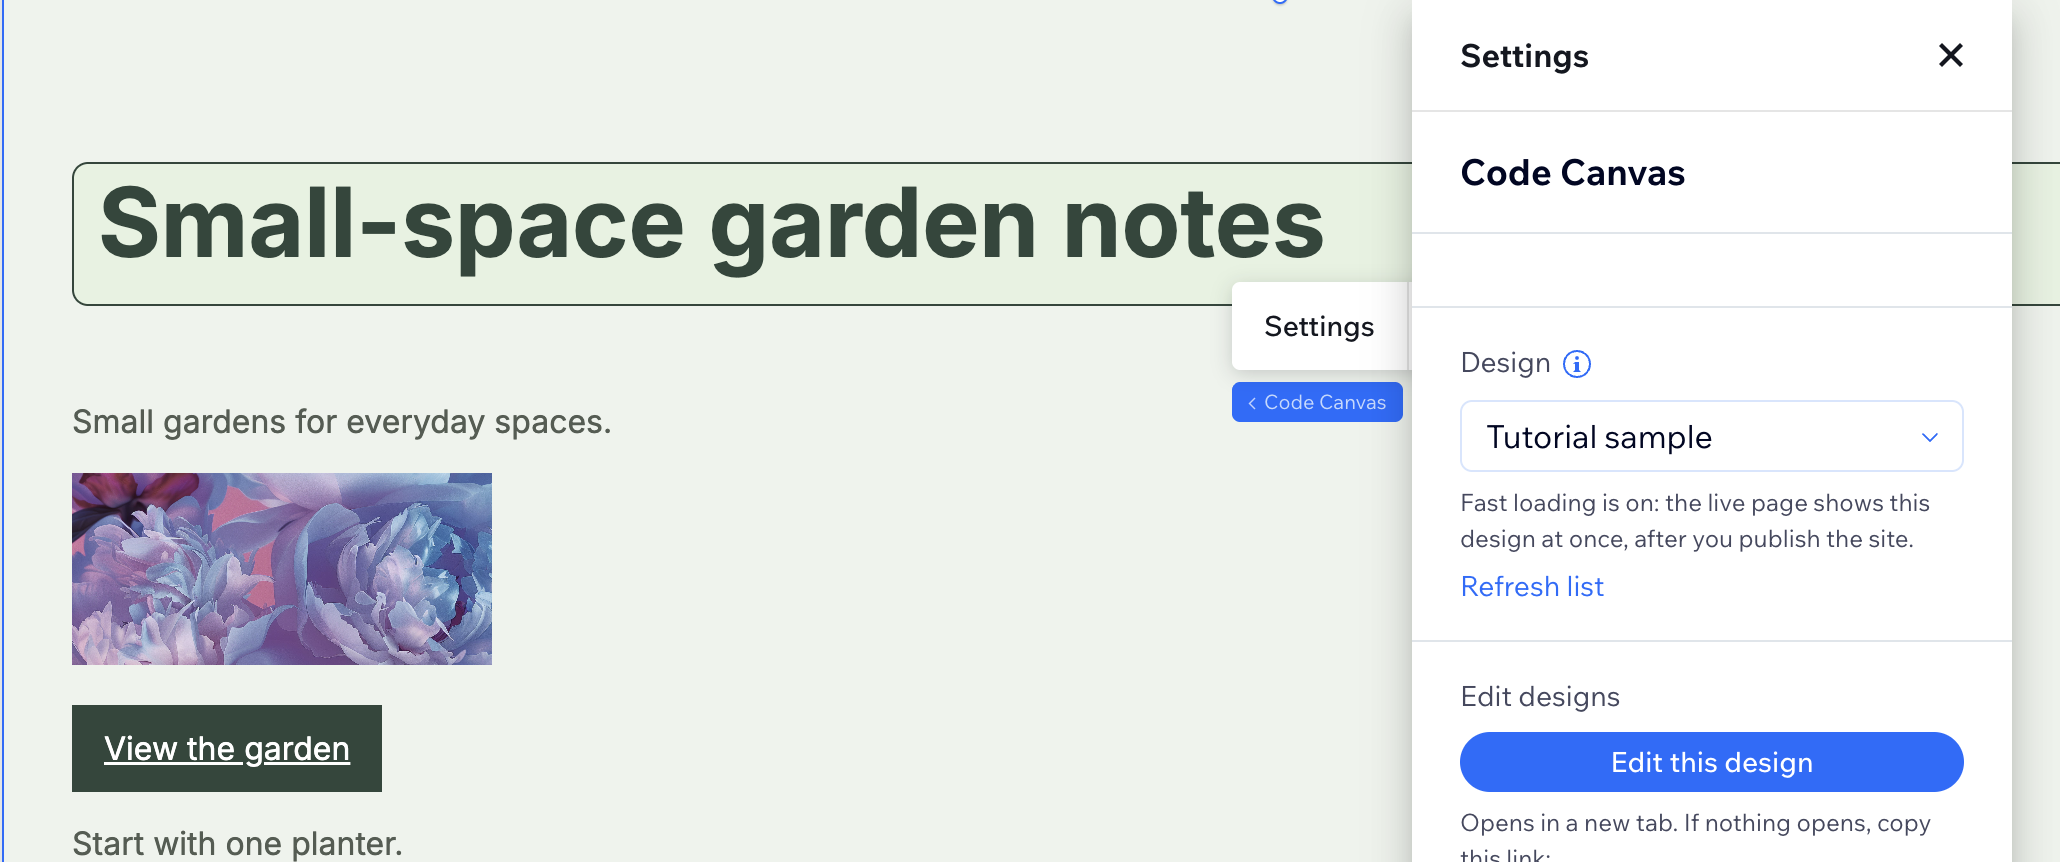 Small-space garden notes
Small gardens for everyday spaces.
View the garden
Start with one planter.
Settings
< Code Canvas
Settings
Code Canvas
Design
Tutorial sample
Fast loading is on: the live page shows this
design at once, after you publish the site.
Refresh list
Edit designs
Edit this design
Opens in a new tab. If nothing opens, copy
this link: